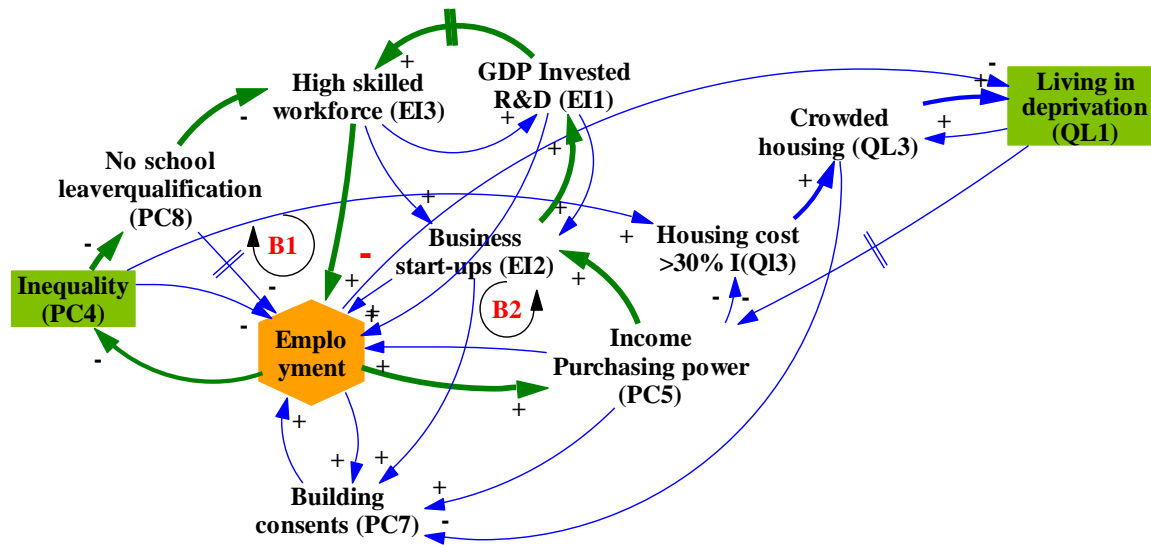 High skilled
workforce (EI3)
GDP Invested
R&D (EI1)
Living in
deprivation
(QL1)
Crowded
housing (QL3)
No school
leaverqualification
(PC8)
B1
Business
start-ups (EI2)
Housing cost
>30% I(Ql3)
Inequality
(PC4)
B2
Emplo
yment
Income
Purchasing power
(PC5)
Building
consents (PC7)
+
-
+
-
+
+
-
+
+
+
+
+
+
-
-
+
+
-
-
+
-
-
+
+
-
+
+
+
+
+
-